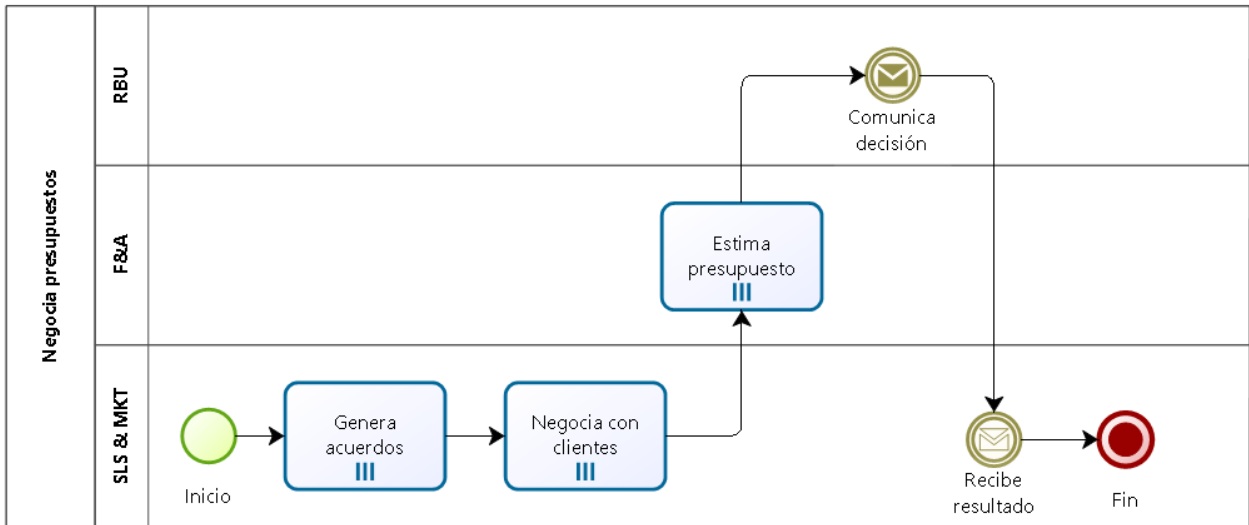 Negocia presupuestos
RBU
Comunica
decisión
F&A
Estima
presupuesto
SLS & MKT
Inicio
Genera
acuerdos
Negocia con
clientes
Recibe
resultado
Fin